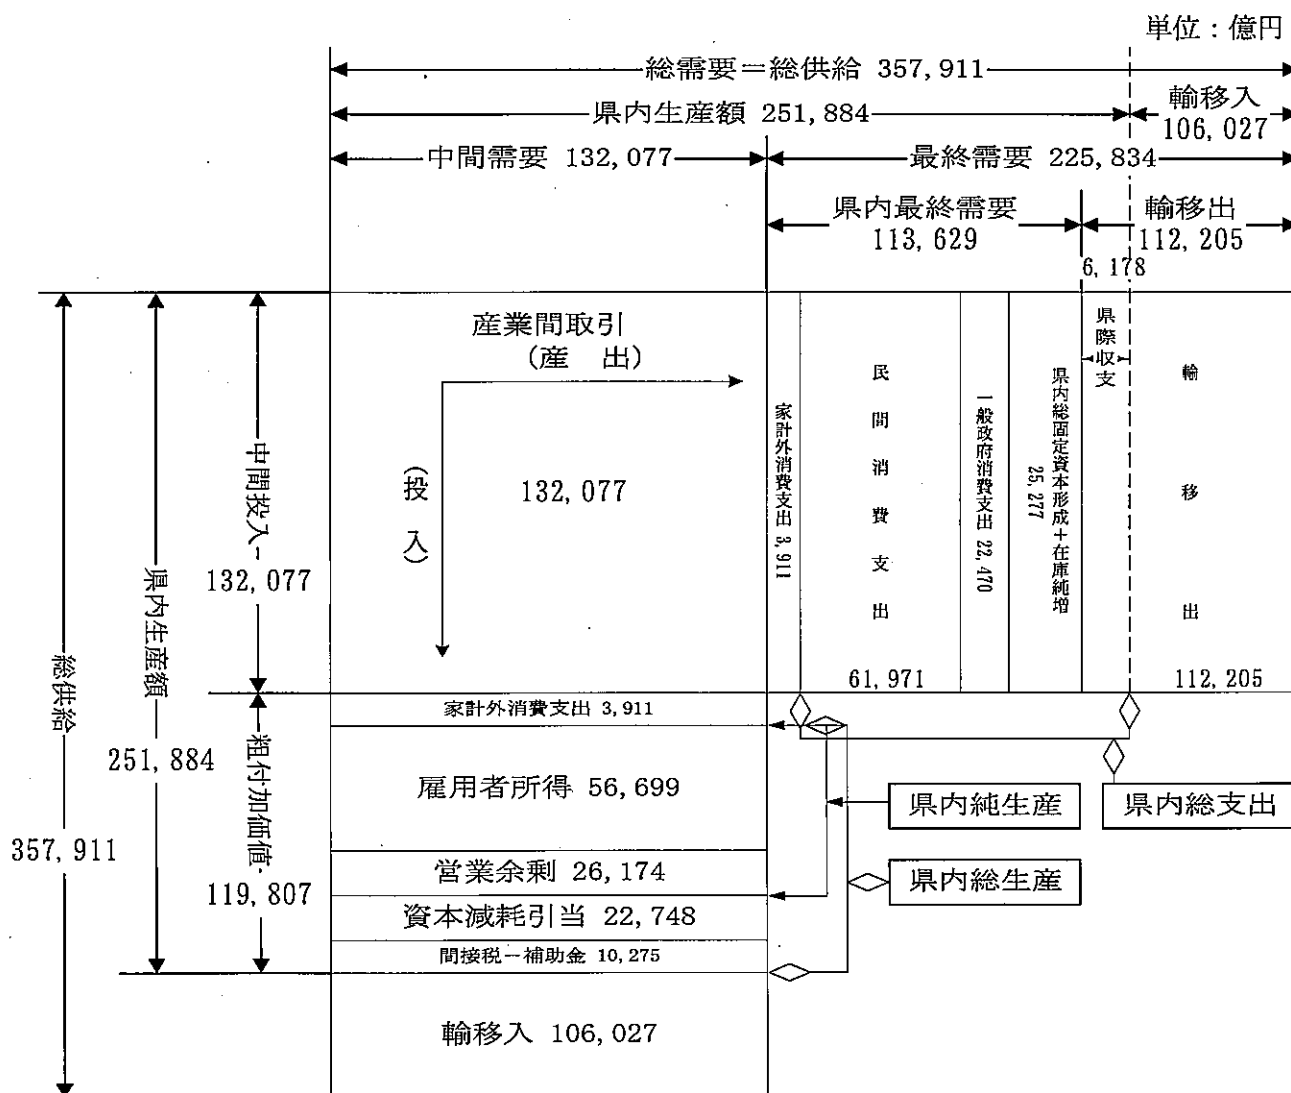 単位：億円
総需要＝総供給 357,911
県内生産額 251,884
輸移入
106,027
中間需要 132,077
最終需要 225,834
県内最終需要
113,629
輸移出
112,205
6,178
産業間取引
(産 出)
(投入)
132,077
家計外消費支出 3,911
民間消費支出
61,971
一般政府消費支出 22,470
県内総固定資本形成＋在庫純増
25,277
県際収支
輸移出
112,205
総供給
357,911
県内生産額
251,884
中間投入
132,077
粗付加価値
119,807
家計外消費支出 3,911
雇用者所得 56,699
営業余剰 26,174
資本減耗引当 22,748
間接税－補助金 10,275
輸移入 106,027
県内純生産
県内総支出
県内総生産